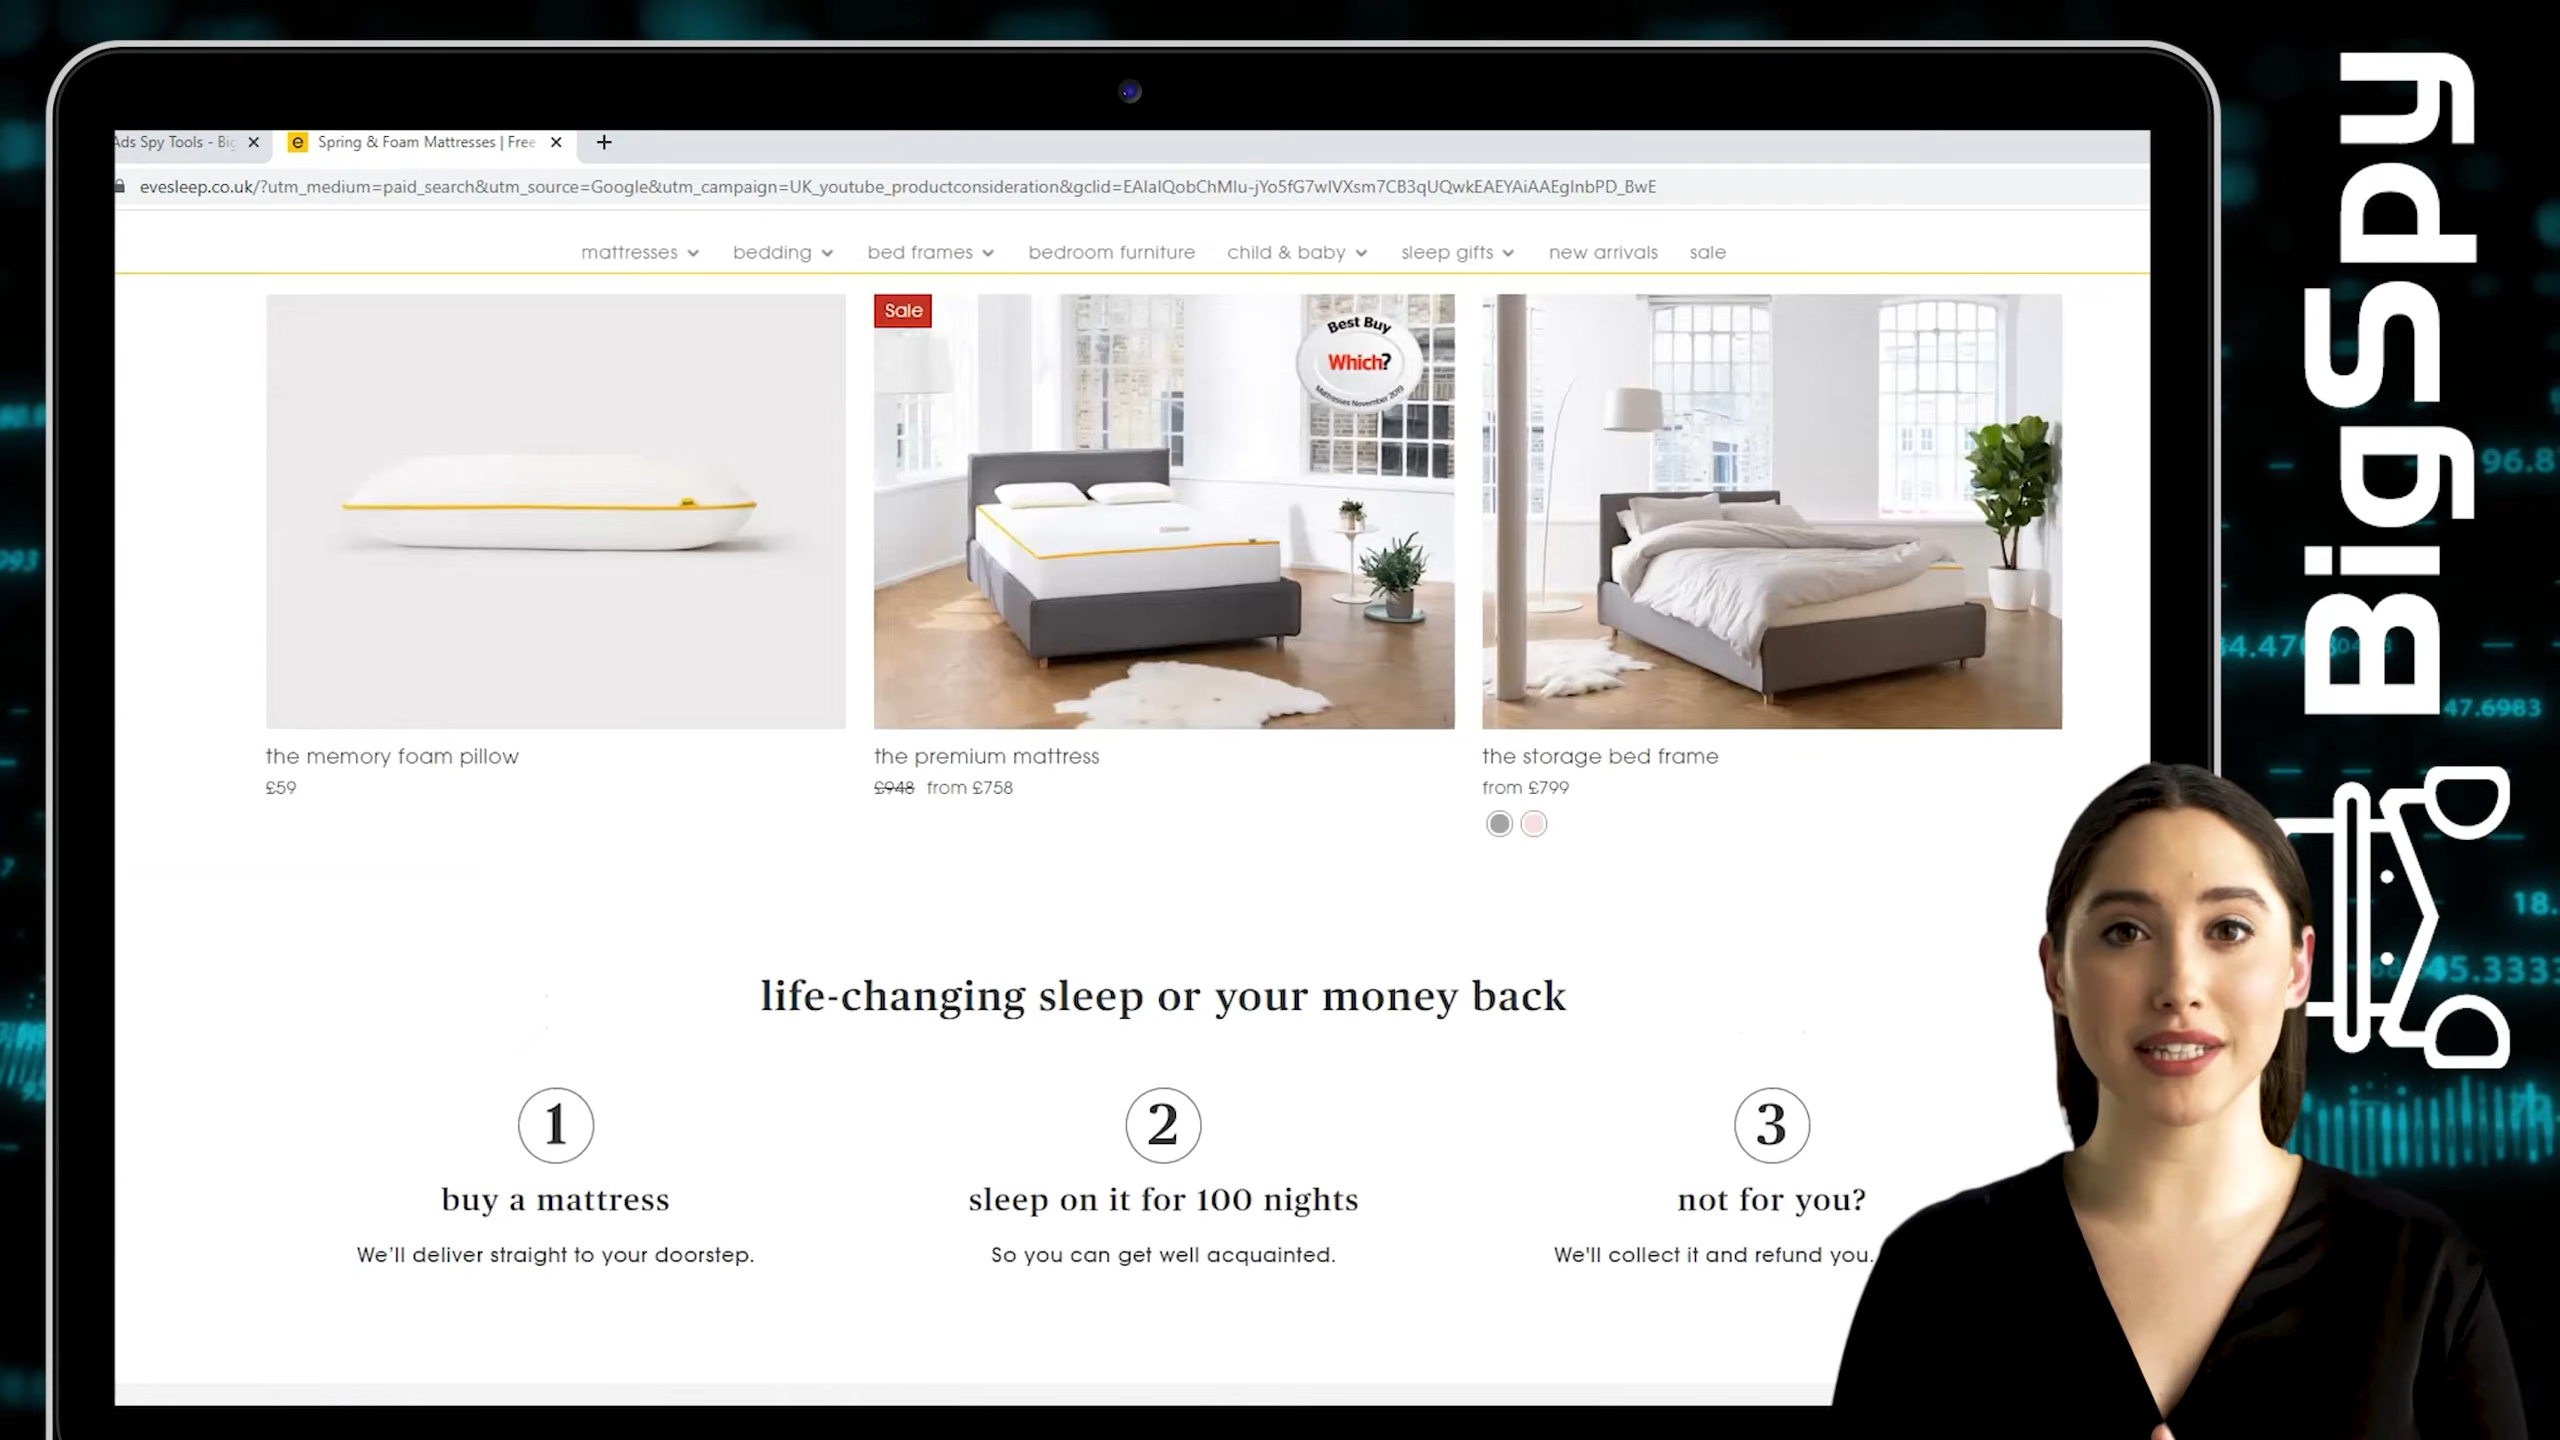 Ads Spy Tools - Big
Spring & Foam Mattresses | Free
evesleep.co.uk/?utm_medium=paid_search&utm_source=Google&utm_campaign=UK_youtube_productconsideration&gclid=EAIaIQobChMIu-jYo5fG7wIVXsm7CB3qUQwkEAEYAiAAEgInbPD_BwE
mattresses
bedding
bed frames
bedroom furniture
child & baby
sleep gifts
new arrivals
sale
Sale
Best Buy
Which?
Mattresses November 2019
the memory foam pillow
£59
the premium mattress
£948 from £758
the storage bed frame
from £799
life-changing sleep or your money back
1
buy a mattress
We'll deliver straight to your doorstep.
2
sleep on it for 100 nights
So you can get well acquainted.
3
not for you?
We'll collect it and refund you.
BigSpy
96.8
47.6983
18.
45.3333